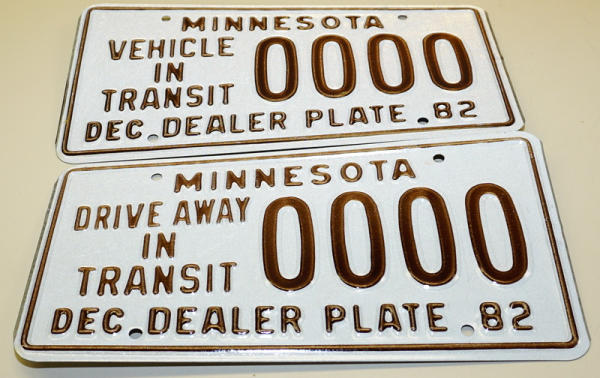 MINNESOTA
VEHICLE
IN
TRANSIT
0000
DEC. DEALER PLATE 82
MINNESOTA
DRIVE AWAY
IN
TRANSIT
0000
DEC. DEALER PLATE 82